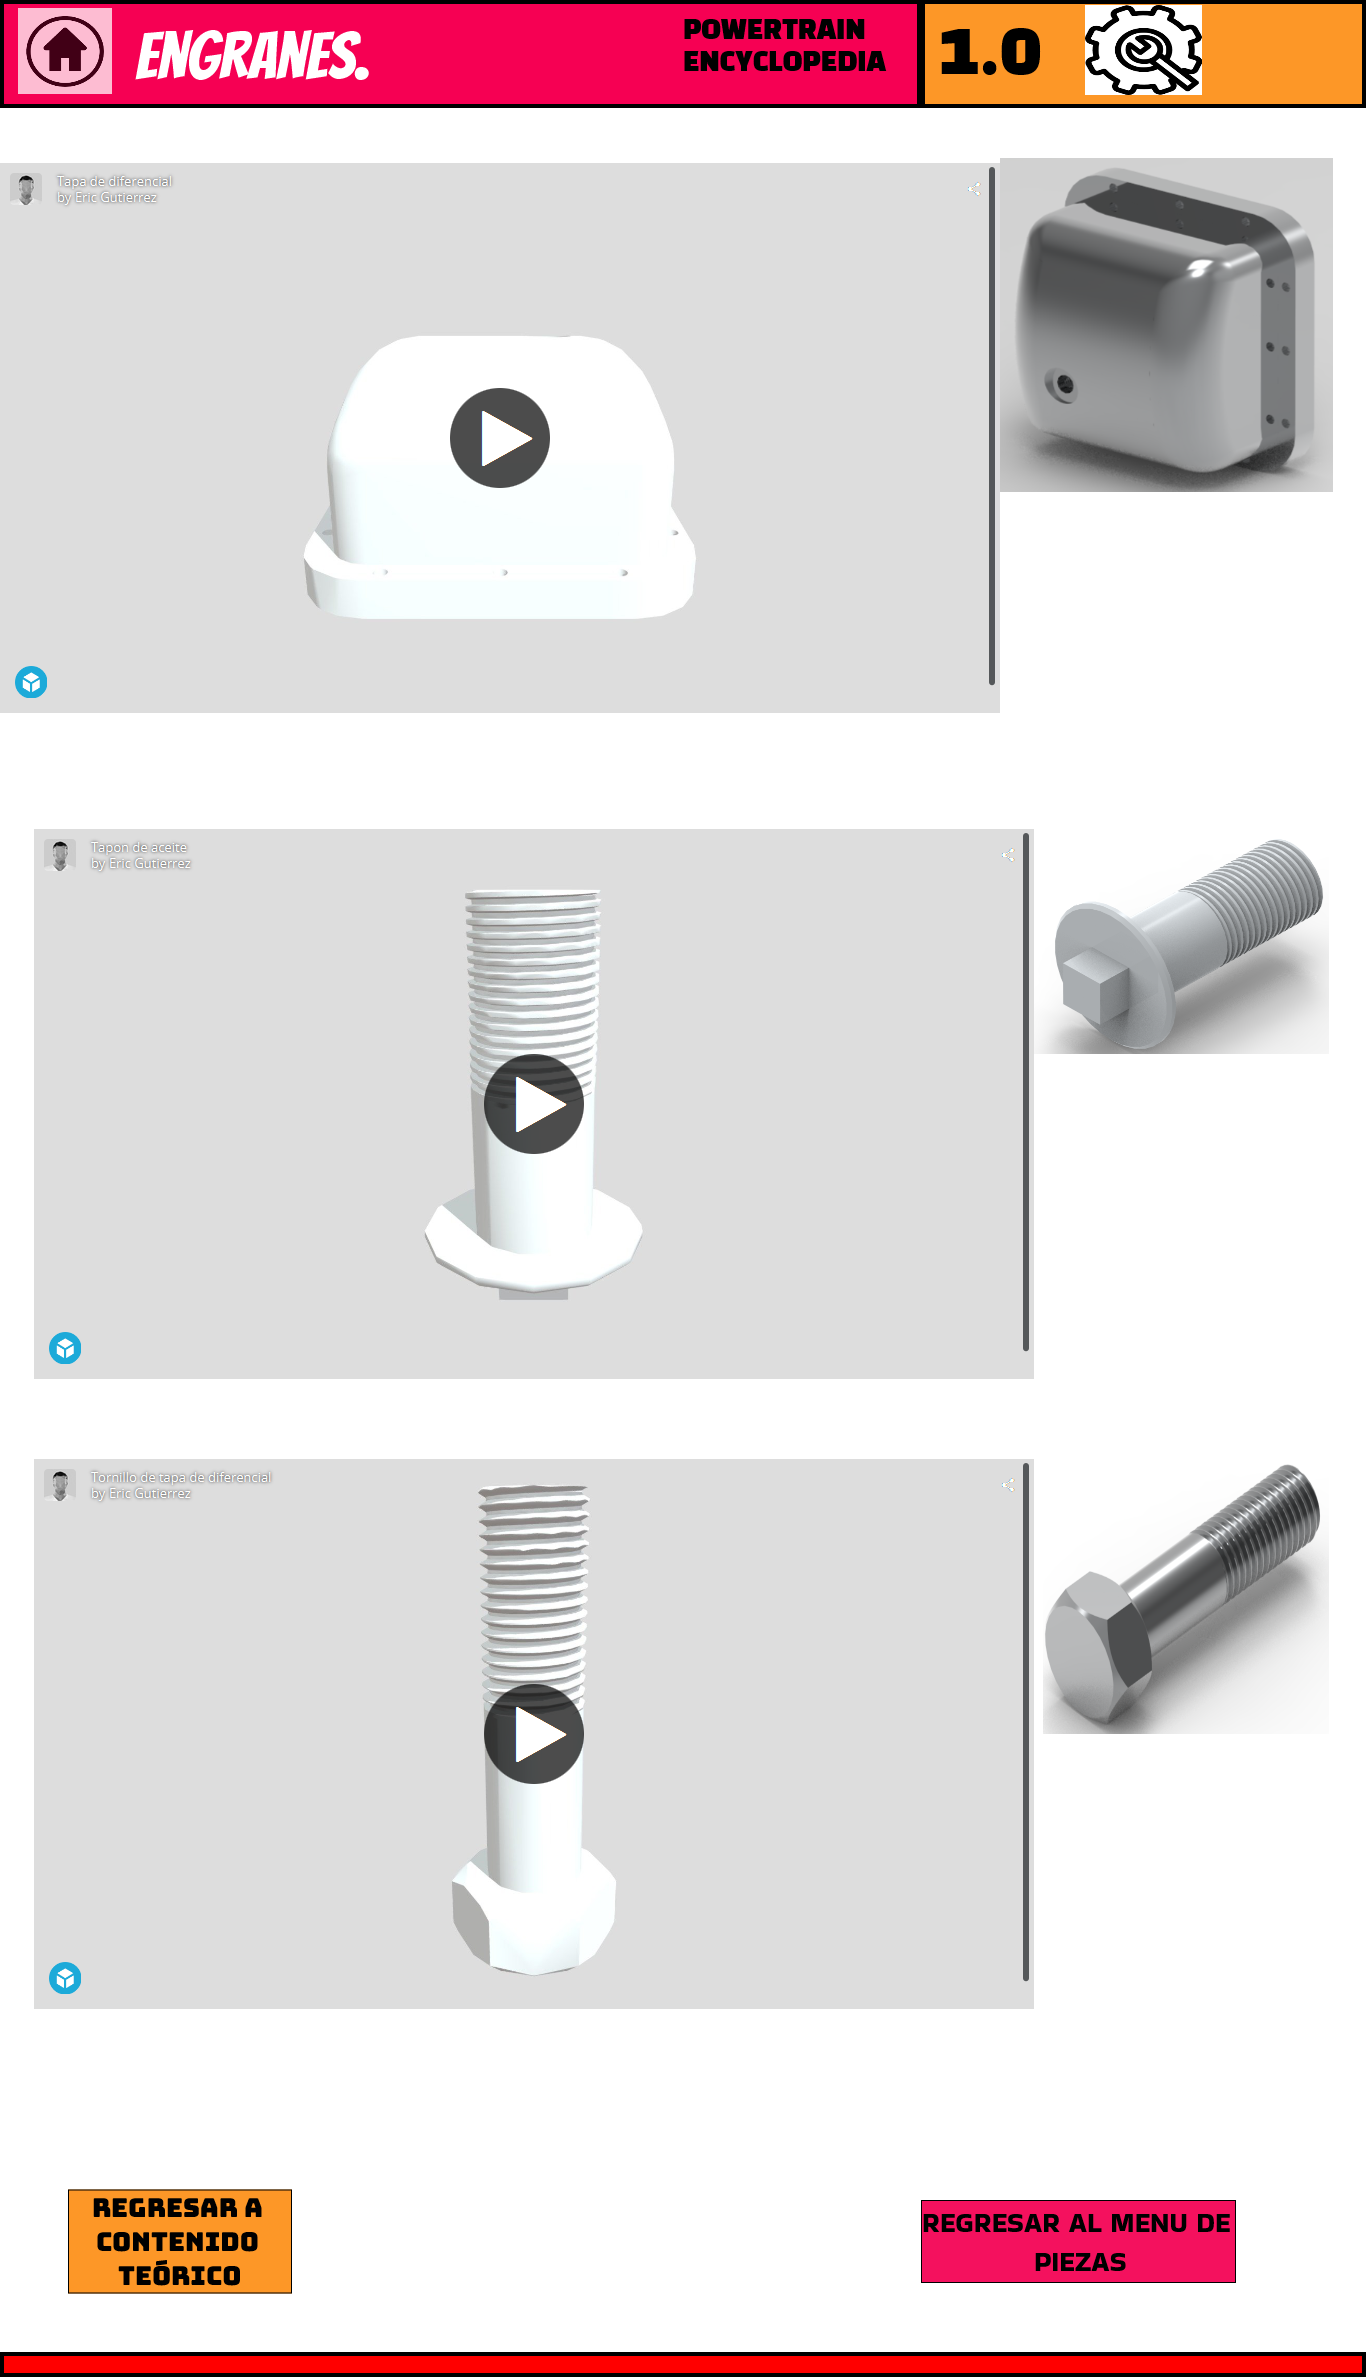 ENGRANES.
POWERTRAIN
ENCYCLOPEDIA
1.0
Tapa de diferencial
by Eric Gutierrez
Tapon de aceite
by Eric Gutierrez
Tornillo de tapa de diferencial
by Eric Gutierrez
REGRESAR A
CONTENIDO
TEÓRICO
REGRESAR AL MENU DE
PIEZAS